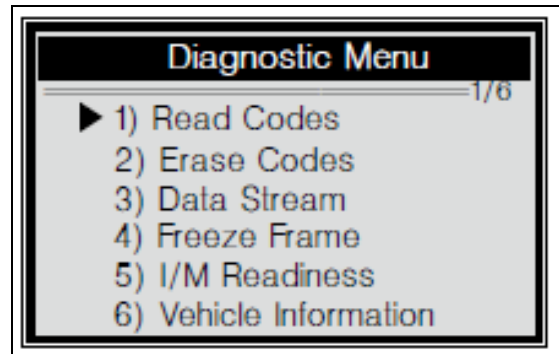 Diagnostic Menu
1/6
▶ 1) Read Codes
2) Erase Codes
3) Data Stream
4) Freeze Frame
5) I/M Readiness
6) Vehicle Information